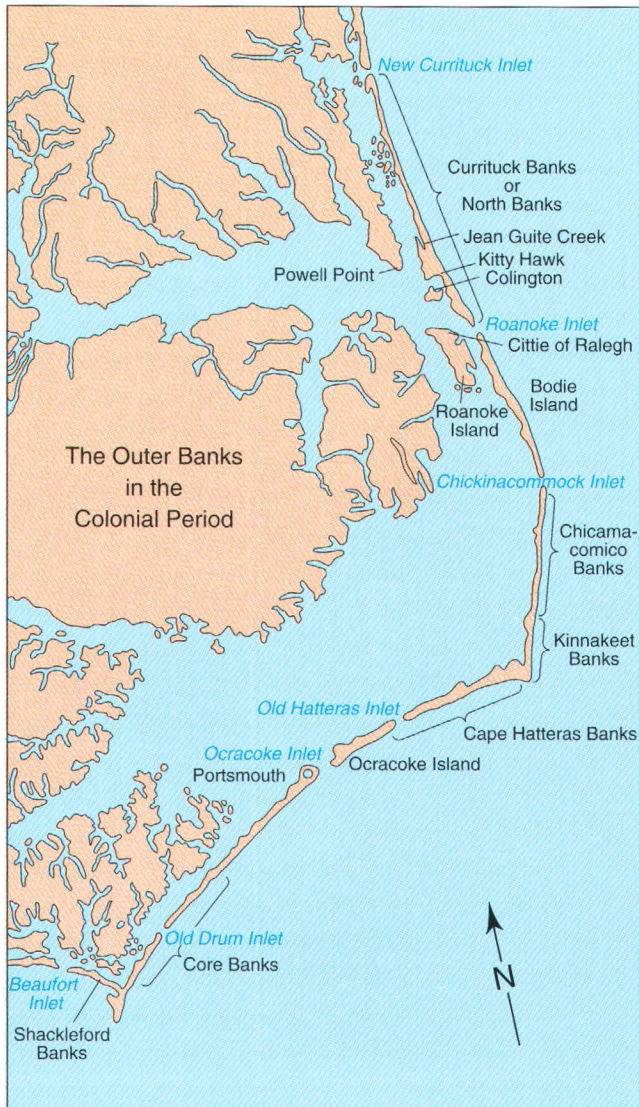 New Currituck Inlet
Currituck Banks
or
North Banks
Jean Guite Creek
Kitty Hawk
Powell Point
Colington
Roanoke Inlet
Cittie of Ralegh
Bodie
Island
Roanoke
Island
The Outer Banks
in the
Colonial Period
Chickinacommock Inlet
Chicama-
comico
Banks
Kinnakeet
Banks
Old Hatteras Inlet
Cape Hatteras Banks
Ocracoke Inlet
Portsmouth
Ocracoke Island
Old Drum Inlet
Core Banks
Beaufort
Inlet
Shackleford
Banks
N